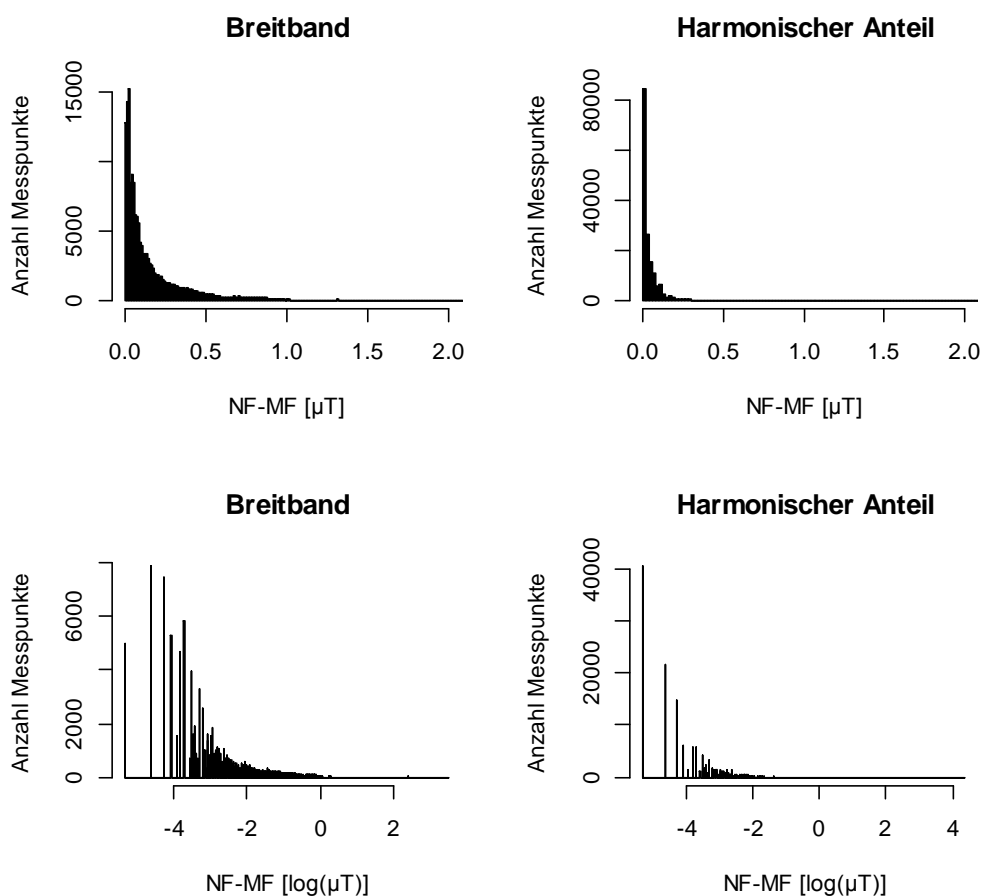 Breitband
Anzahl Messpunkte
0 5000 15000
0.0 0.5 1.0 1.5 2.0
NF-MF [µT]
Harmonischer Anteil
Anzahl Messpunkte
0 40000 80000
0.0 0.5 1.0 1.5 2.0
NF-MF [µT]
Breitband
Anzahl Messpunkte
0 2000 6000
-4 -2 0 2
NF-MF [log(µT)]
Harmonischer Anteil
Anzahl Messpunkte
0 20000 40000
-4 -2 0 2 4
NF-MF [log(µT)]